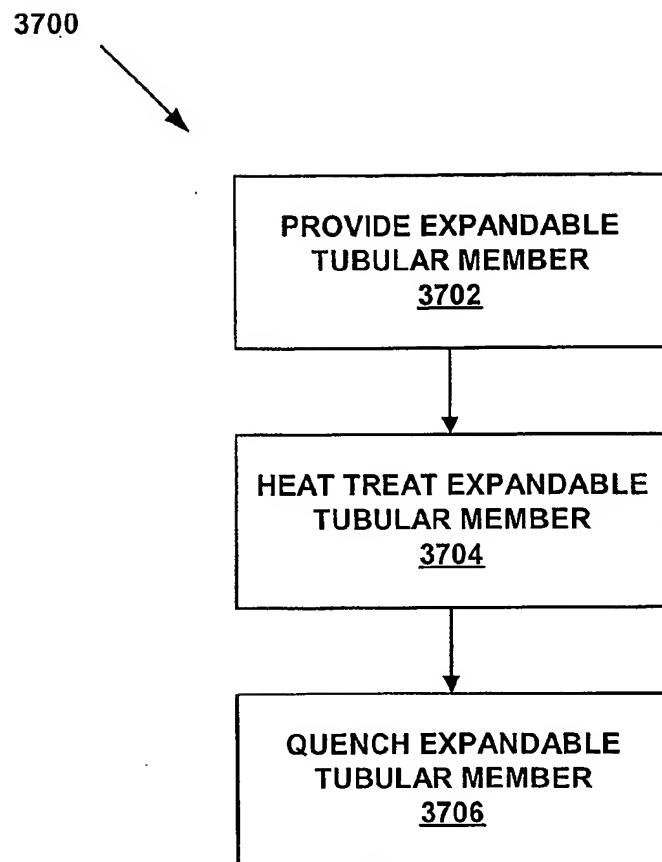 3700
PROVIDE EXPANDABLE
TUBULAR MEMBER
3702
HEAT TREAT EXPANDABLE
TUBULAR MEMBER
3704
QUENCH EXPANDABLE
TUBULAR MEMBER
3706